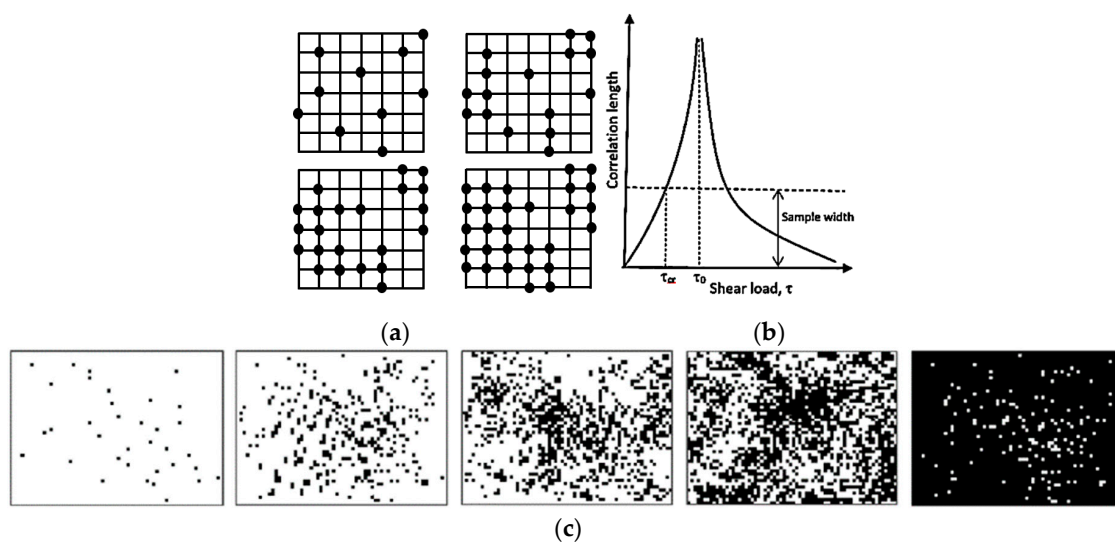 Correlation length
Sample width
τcr
τ0
Shear load, τ
(a)
(b)
(c)